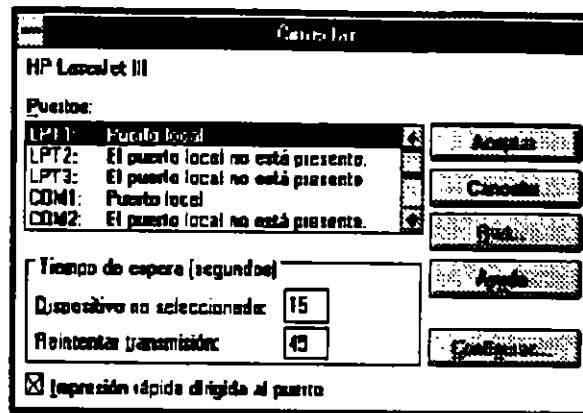 Conectar
HP LaserJet III
Puertos:
LPT1: Puerto local
LPT2: El puerto local no está presente.
LPT3: El puerto local no está presente
COM1: Puerto local
COM2: El puerto local no está presente.
Aceptar
Cancelar
Red...
Ayuda
Configurar...
Tiempo de espera (segundos)
Dispositivo no seleccionado: 15
Reintentar transmisión: 45
Impresión rápida dirigida al puerto